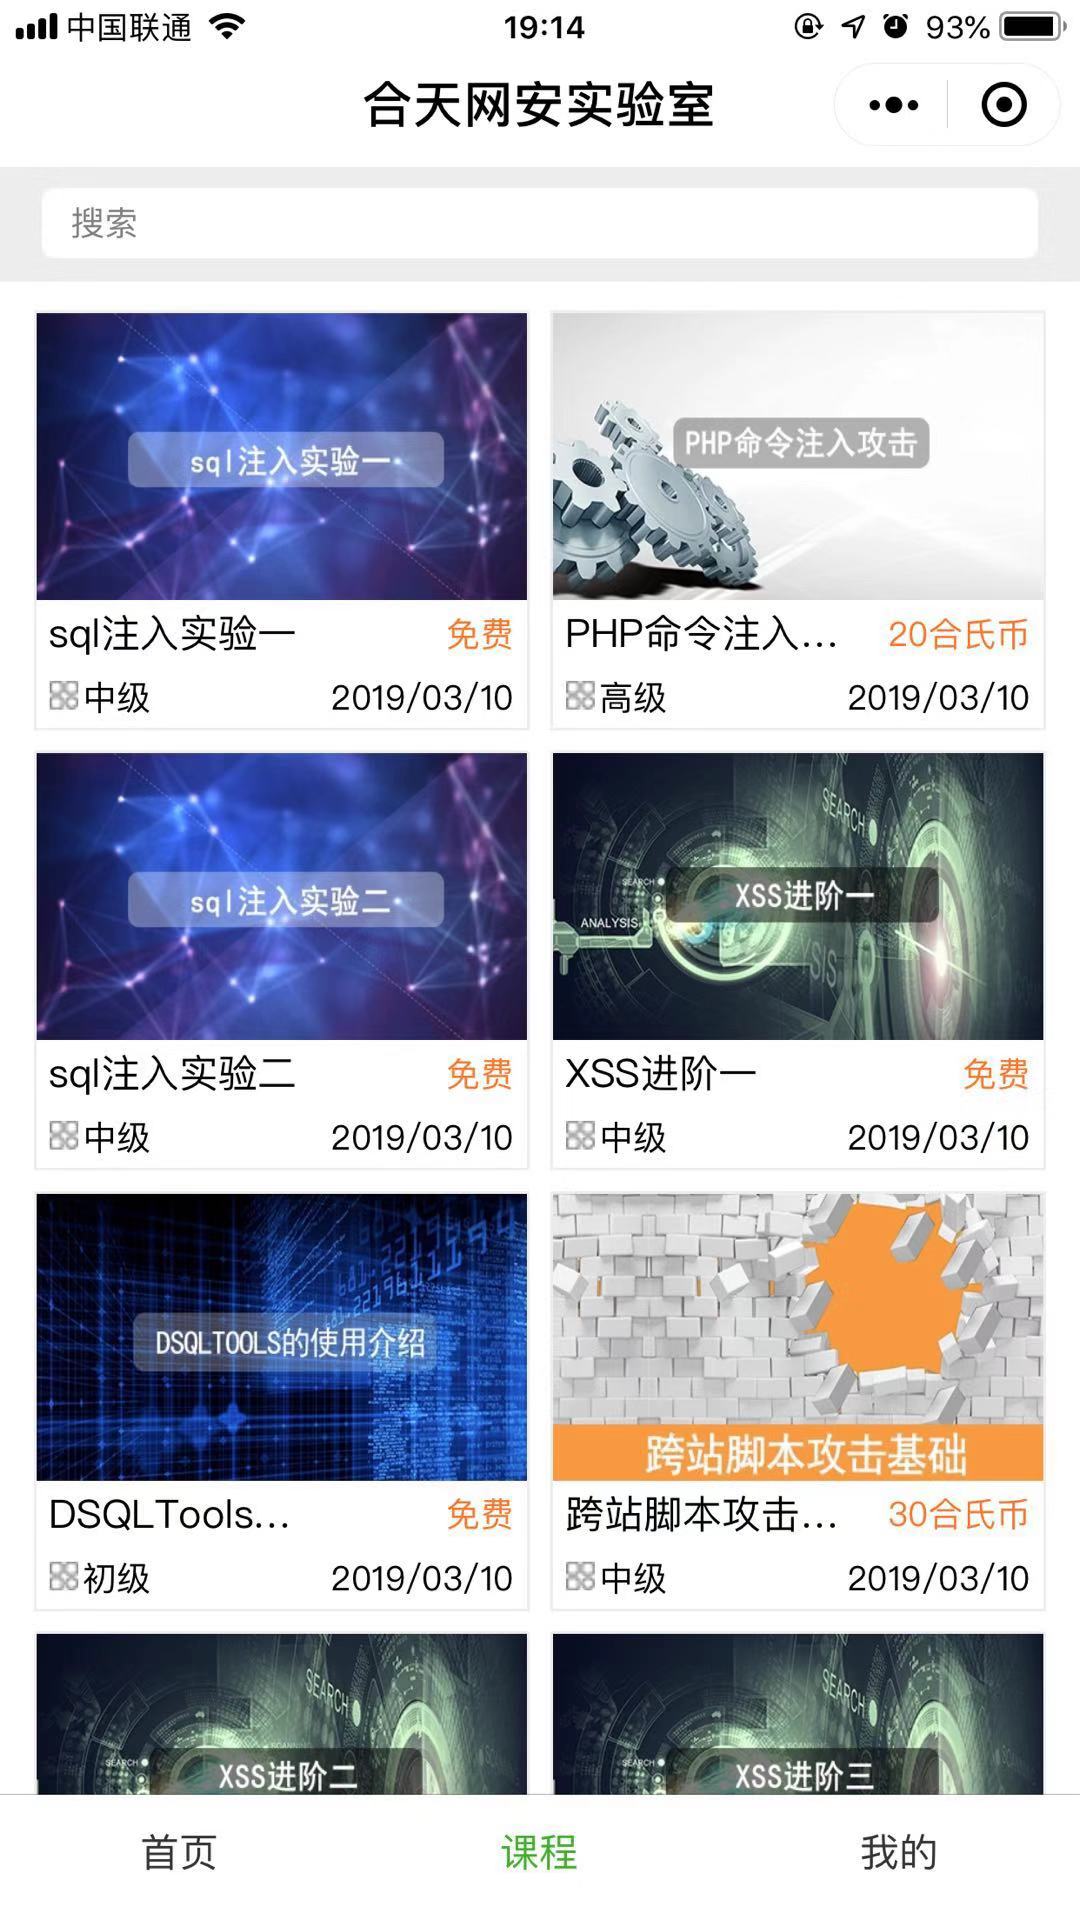 中国联通
19:14
93%
合天网安实验室
搜索
sql注入实验一
PHP命令注入攻击
sql注入实验一
免费
PHP命令注入...
20合氏币
中级
2019/03/10
高级
2019/03/10
sql注入实验二
SEARCH
SEARCH
ANALYSIS
XSS进阶一
sql注入实验二
免费
XSS进阶一
免费
中级
2019/03/10
中级
2019/03/10
DSQLTOOLS的使用介绍
跨站脚本攻击基础
DSQLTools...
免费
跨站脚本攻击...
30合氏币
初级
2019/03/10
中级
2019/03/10
SEARCH
SEARCH
XSS进阶二
SEARCH
SEARCH
XSS进阶三
首页
课程
我的